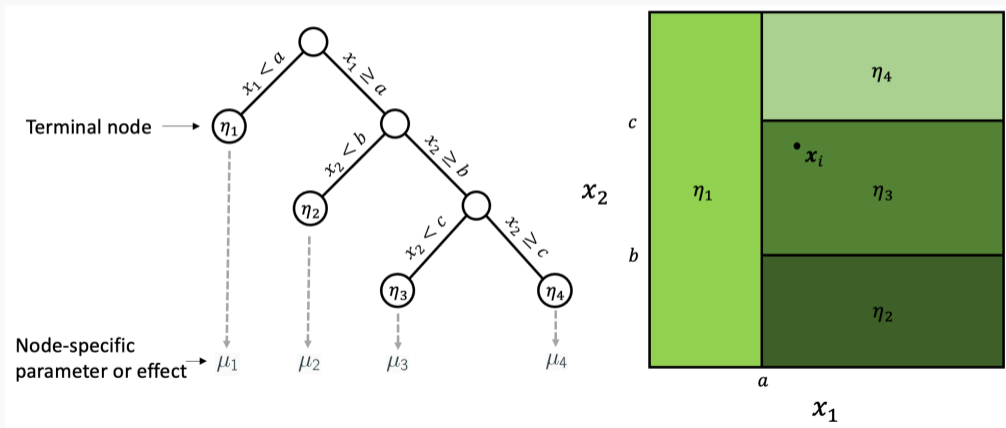 x₁ < a
x₁ ≥ a
Terminal node
η₁
x₂ < b
x₂ ≥ b
η₂
x₂ < c
x₂ ≥ c
η₃
η₄
Node-specific
parameter or effect
μ₁
μ₂
μ₃
μ₄
η₄
c
xᵢ
x₂
η₁
η₃
b
η₂
a
x₁